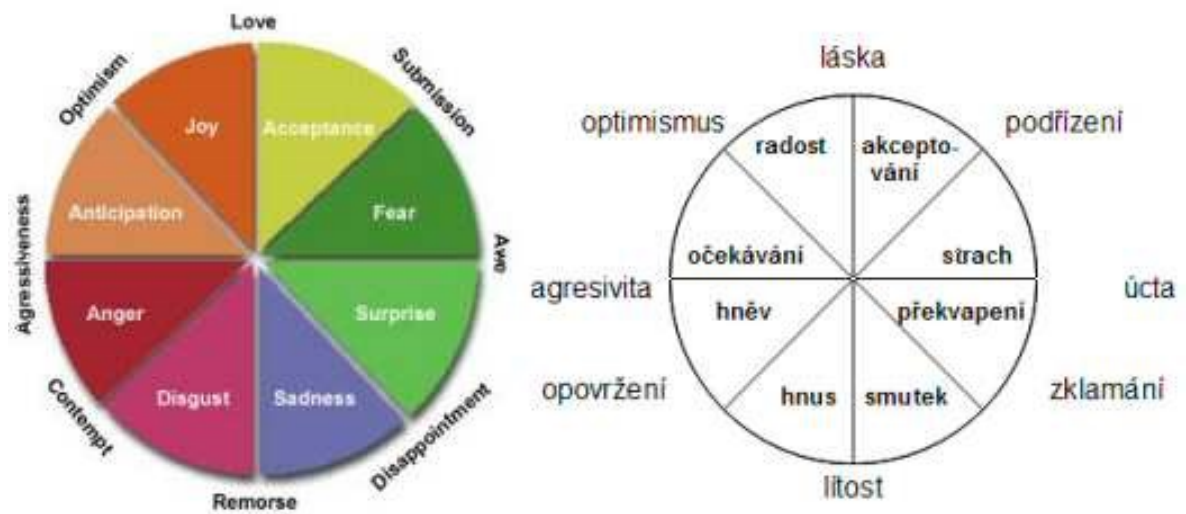 Love
Optimism
Submission
Joy
Acceptance
Anticipation
Fear
Agressiveness
Awe
Anger
Surprise
Disgust
Sadness
Contempt
Disappointment
Remorse
láska
optimismus
podřízení
radost
akcepto-
vání
očekávání
strach
agresivita
úcta
hněv
překvapení
opovržení
zklamání
hnus
smutek
lítost